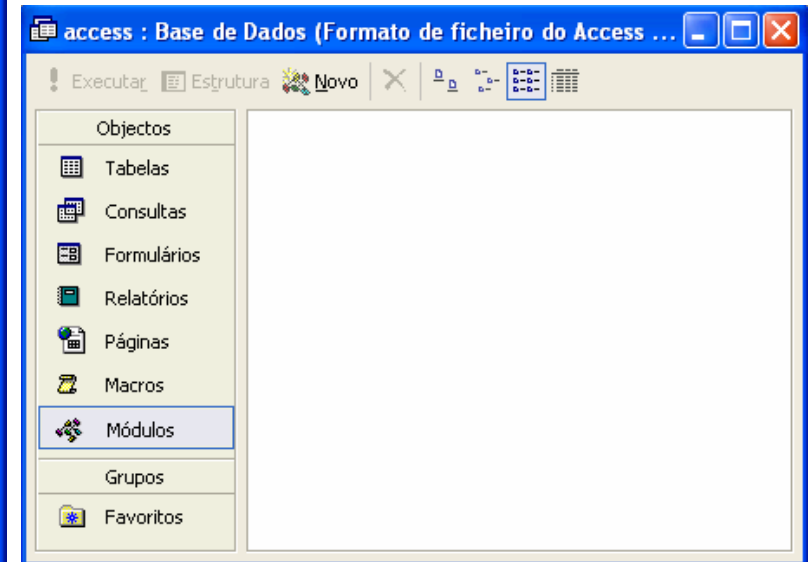 access : Base de Dados (Formato de ficheiro do Access ...
Executar Estrutura Novo
Objectos
Tabelas
Consultas
Formulários
Relatórios
Páginas
Macros
Módulos
Grupos
Favoritos